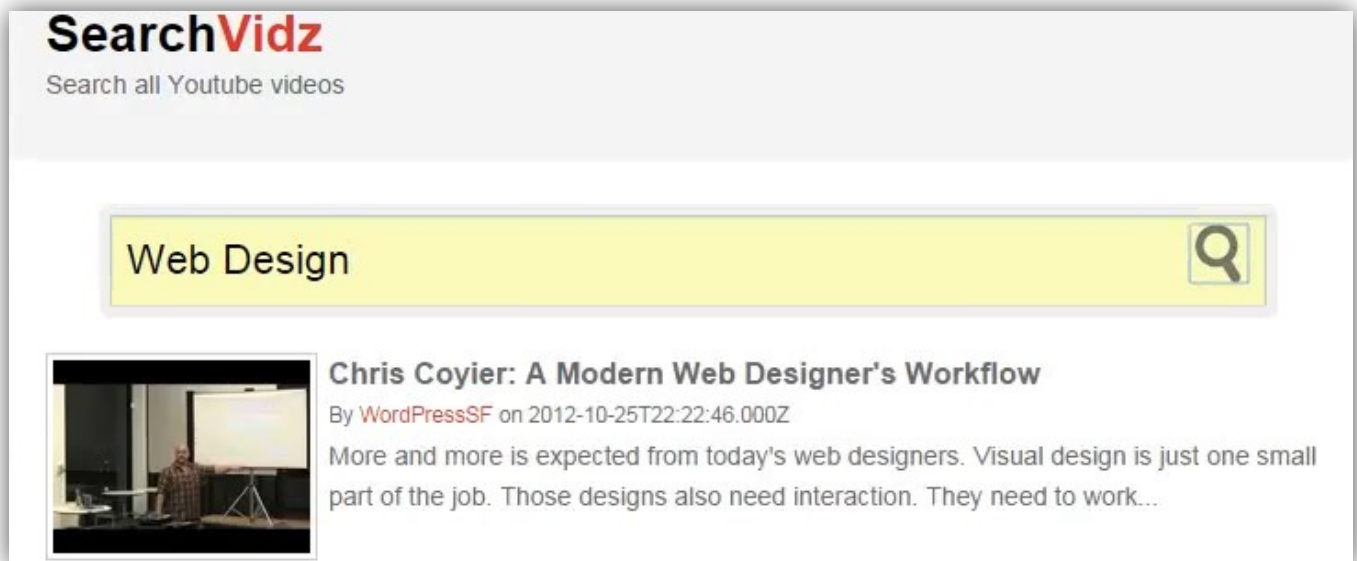 SearchVidz
Search all Youtube videos
Web Design
Chris Coyier: A Modern Web Designer's Workflow
By WordPressSF on 2012-10-25T22:22:46.000Z
More and more is expected from today's web designers. Visual design is just one small
part of the job. Those designs also need interaction. They need to work...